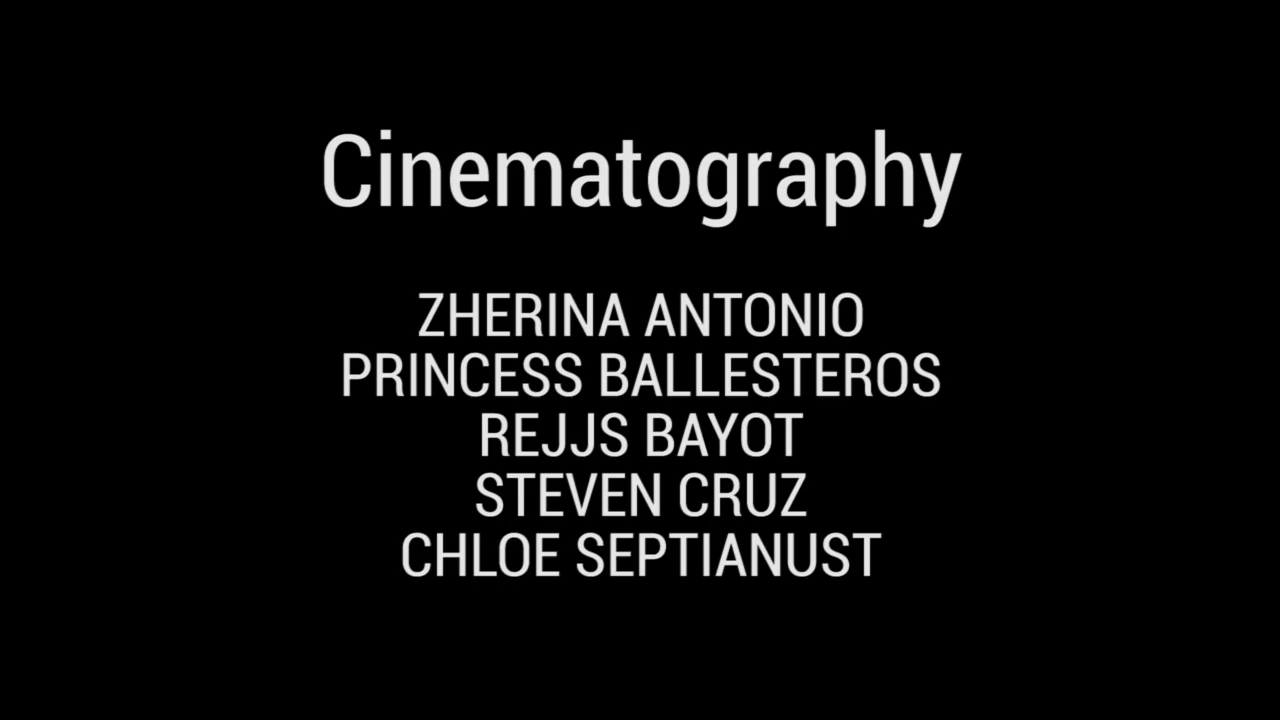 Cinematography
ZHERINA ANTONIO
PRINCESS BALLESTEROS
REJJS BAYOT
STEVEN CRUZ
CHLOE SEPTIANUST